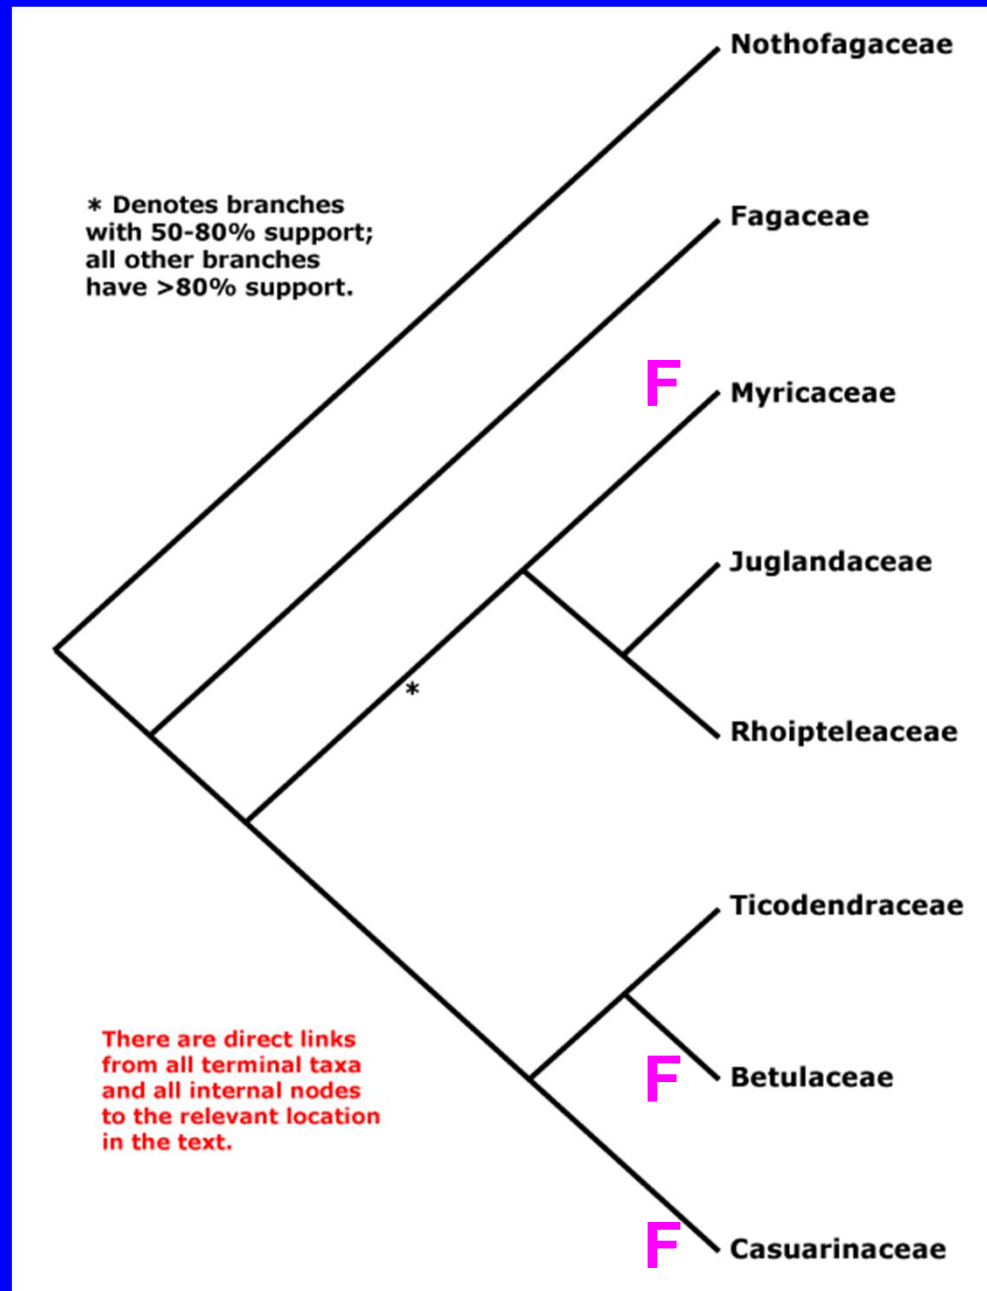 Nothofagaceae
* Denotes branches
with 50-80% support;
all other branches
have >80% support.
Fagaceae
F
Myricaceae
Juglandaceae
*
Rhoipteleaceae
Ticodendraceae
There are direct links
from all terminal taxa
and all internal nodes
to the relevant location
in the text.
F
Betulaceae
F
Casuarinaceae